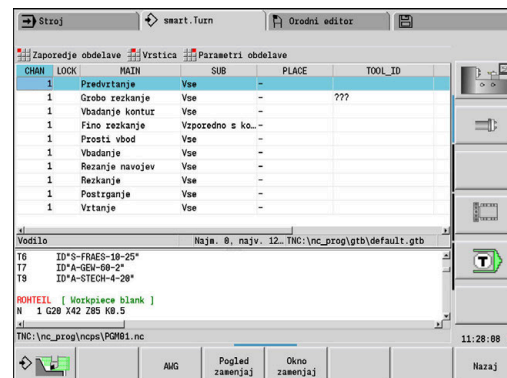 Stroj smart.Turn Orodni editor
Zaporedje obdelave Vrstica Parametri obdelave
CHAN LOCK MAIN SUB PLACE TOOL_ID
1 Predvrtanje Vse –
1 Grobo rezkanje Vse – ???
1 Vbadanje kontur Vse –
1 Fino rezkanje Vzporedno s ko… –
1 Prosti vbod Vse –
1 Vbadanje Vse –
1 Rezanje navojev Vse –
1 Rezkanje Vse –
1 Postrganje Vse –
1 Vrtanje Vse –
Vodilo Najm. 0, najv. 12… TNC:\nc_prog\gtb\default.gtb
T6 ID"S-FRAES-10-25"
T7 ID"A-GEW-60-2"
T9 ID"A-STECH-4-20"
ROHTEIL [ Workpiece blank ]
N 1 G20 X42 Z85 K0.5
TNC:\nc_prog\ncps\PGM01.nc
T
11:28:08
AWG Pogled zamenjaj Okno zamenjaj Nazaj